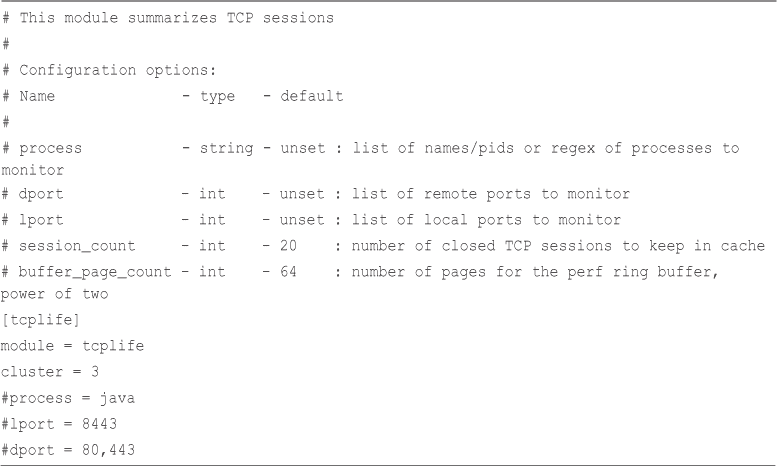 # This module summarizes TCP sessions
#
# Configuration options:
# Name              - type   - default
#
# process           - string - unset : list of names/pids or regex of processes to
monitor
# dport             - int    - unset : list of remote ports to monitor
# lport             - int    - unset : list of local ports to monitor
# session_count     - int    - 20    : number of closed TCP sessions to keep in cache
# buffer_page_count - int    - 64    : number of pages for the perf ring buffer,
power of two
[tcplife]
module = tcplife
cluster = 3
#process = java
#lport = 8443
#dport = 80,443